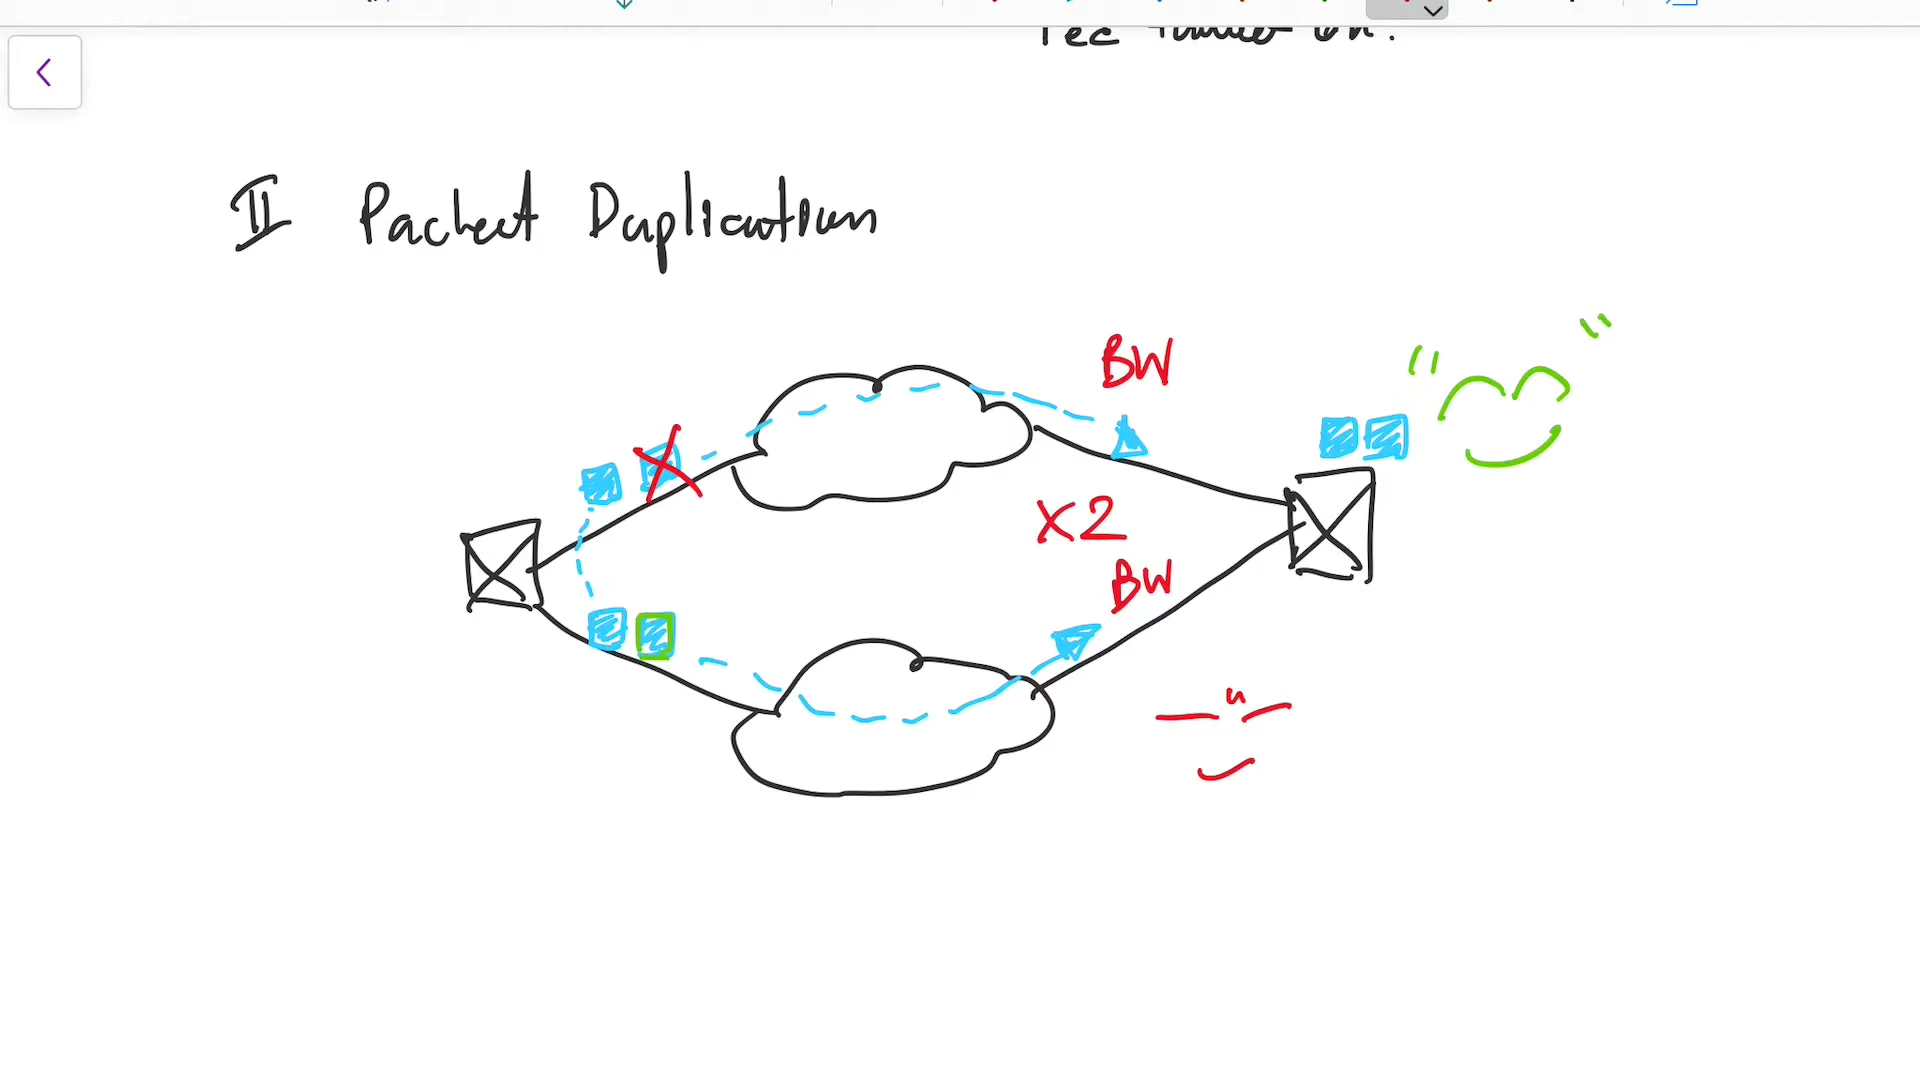 II Packet Duplication
BW
X2
BW